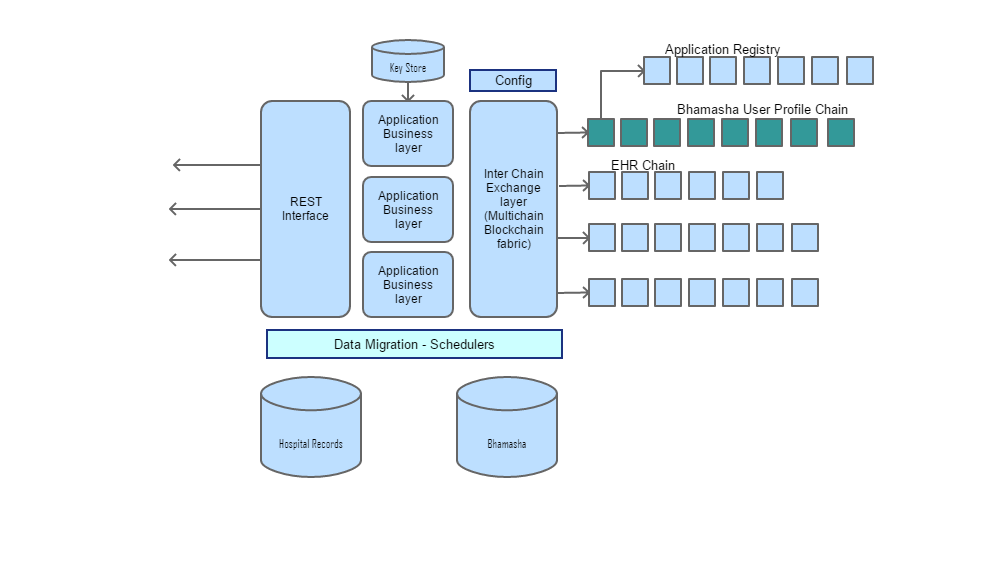 Key Store
Config
Application Registry
Bhamasha User Profile Chain
EHR Chain
REST
Interface
Application
Business
layer
Application
Business
layer
Application
Business
layer
Inter Chain
Exchange
layer
(Multichain
Blockchain
fabric)
Data Migration - Schedulers
Hospital Records
Bhamasha